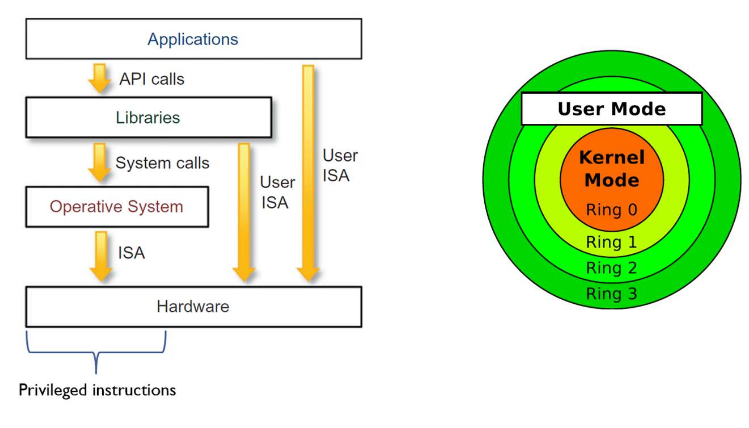 Applications
API calls
Libraries
System calls
User
ISA
User
ISA
Operative System
ISA
Hardware
Privileged instructions
User Mode
Kernel
Mode
Ring 0
Ring 1
Ring 2
Ring 3